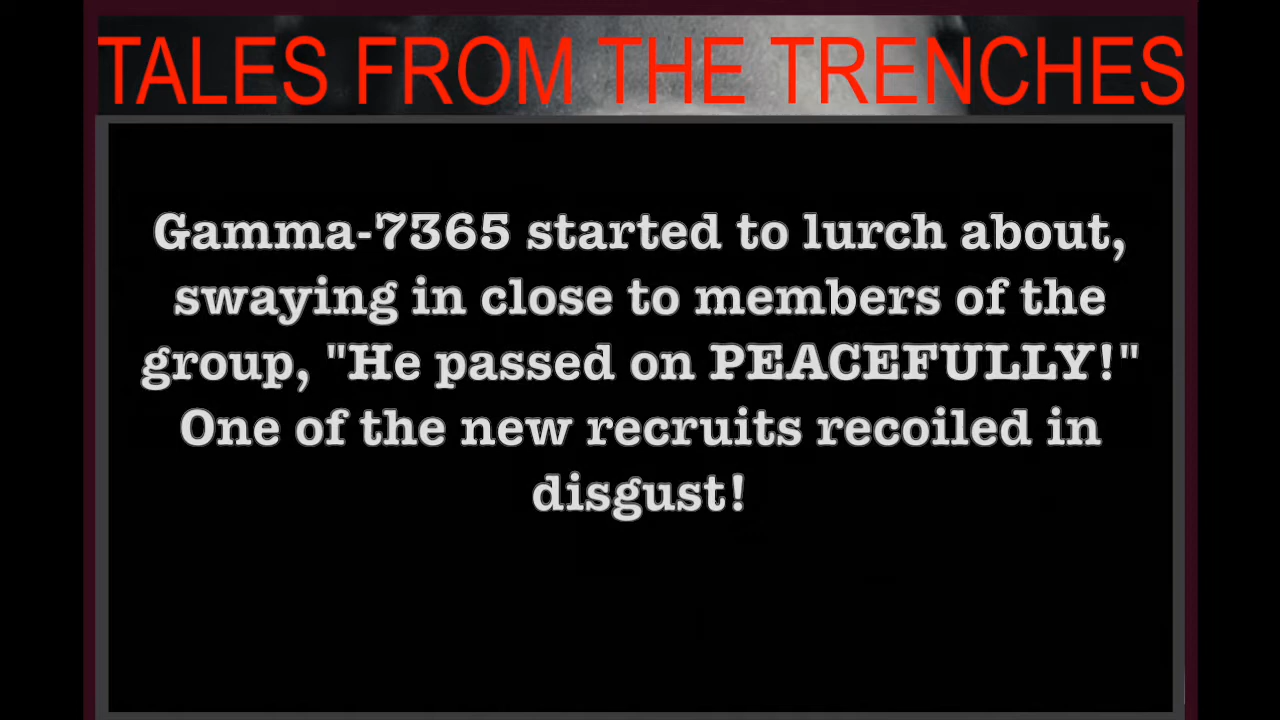 TALES FROM THE TRENCHES
Gamma-7365 started to lurch about,
swaying in close to members of the
group, "He passed on PEACEFULLY!"
One of the new recruits recoiled in
disgust!